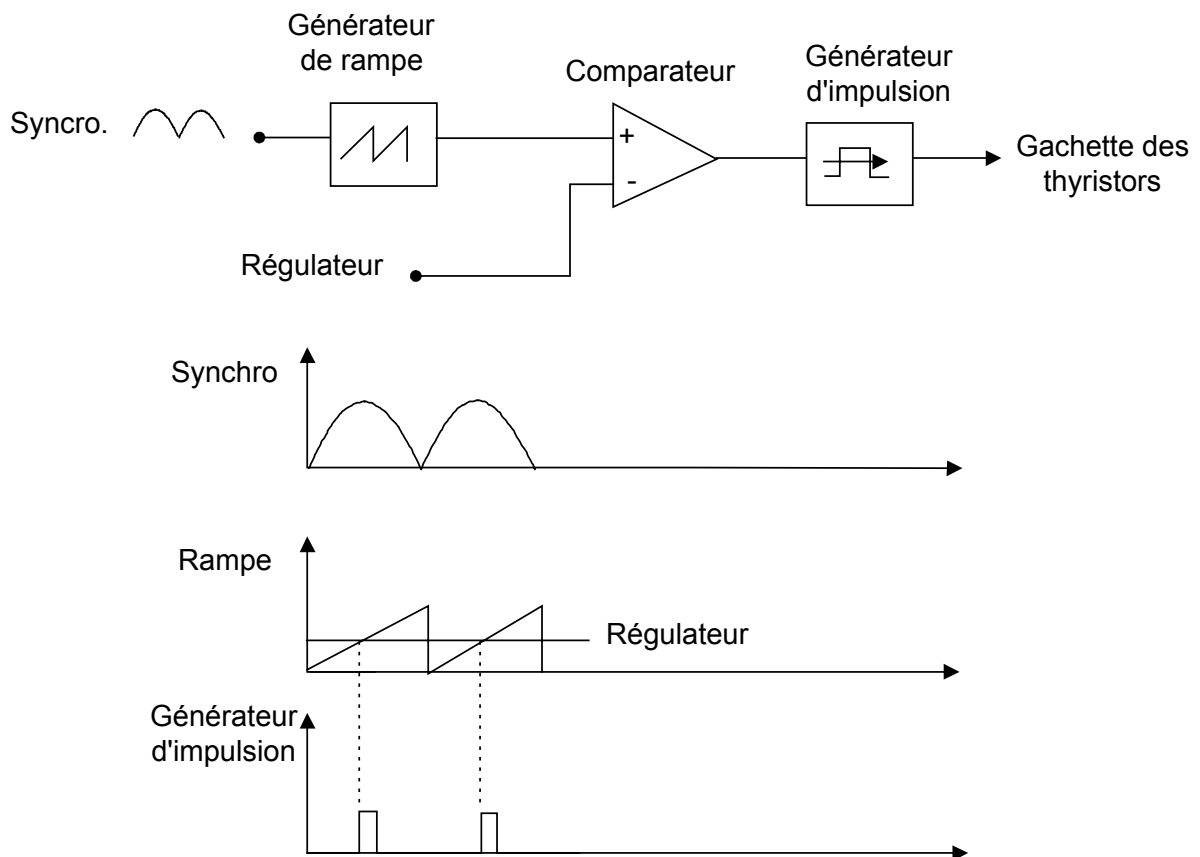 Générateur
de rampe
Comparateur
Générateur
d'impulsion
Syncro.
+
-
Gachette des
thyristors
Régulateur
Synchro
Rampe
Régulateur
Générateur
d'impulsion